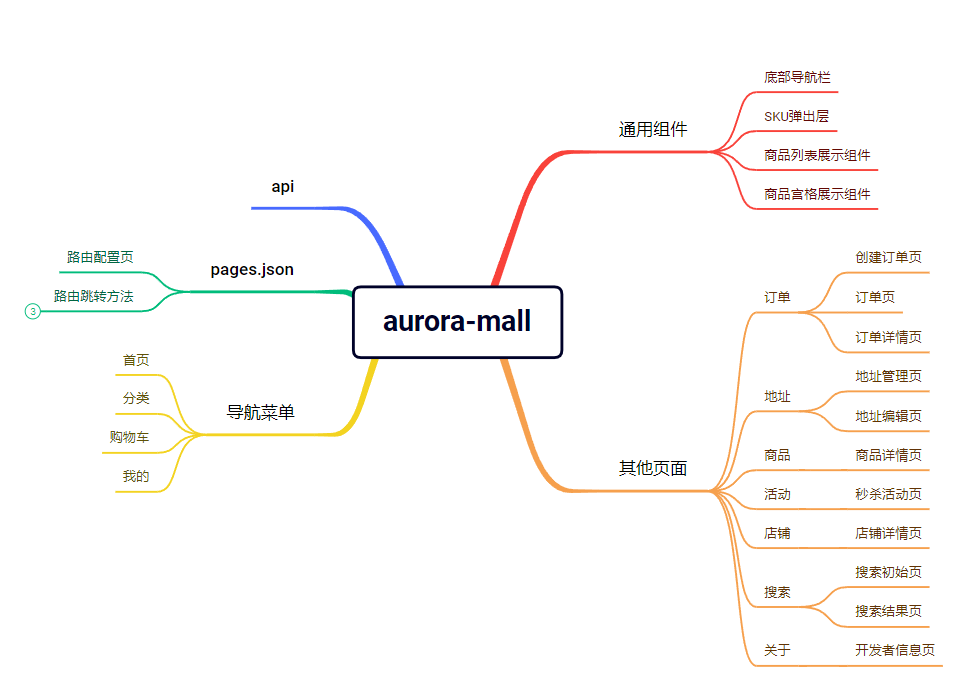 aurora-mall
通用组件
底部导航栏
SKU弹出层
商品列表展示组件
商品宫格展示组件
api
pages.json
路由配置页
路由跳转方法
3
导航菜单
首页
分类
购物车
我的
其他页面
订单
创建订单页
订单页
订单详情页
地址
地址管理页
地址编辑页
商品
商品详情页
活动
秒杀活动页
店铺
店铺详情页
搜索
搜索初始页
搜索结果页
关于
开发者信息页